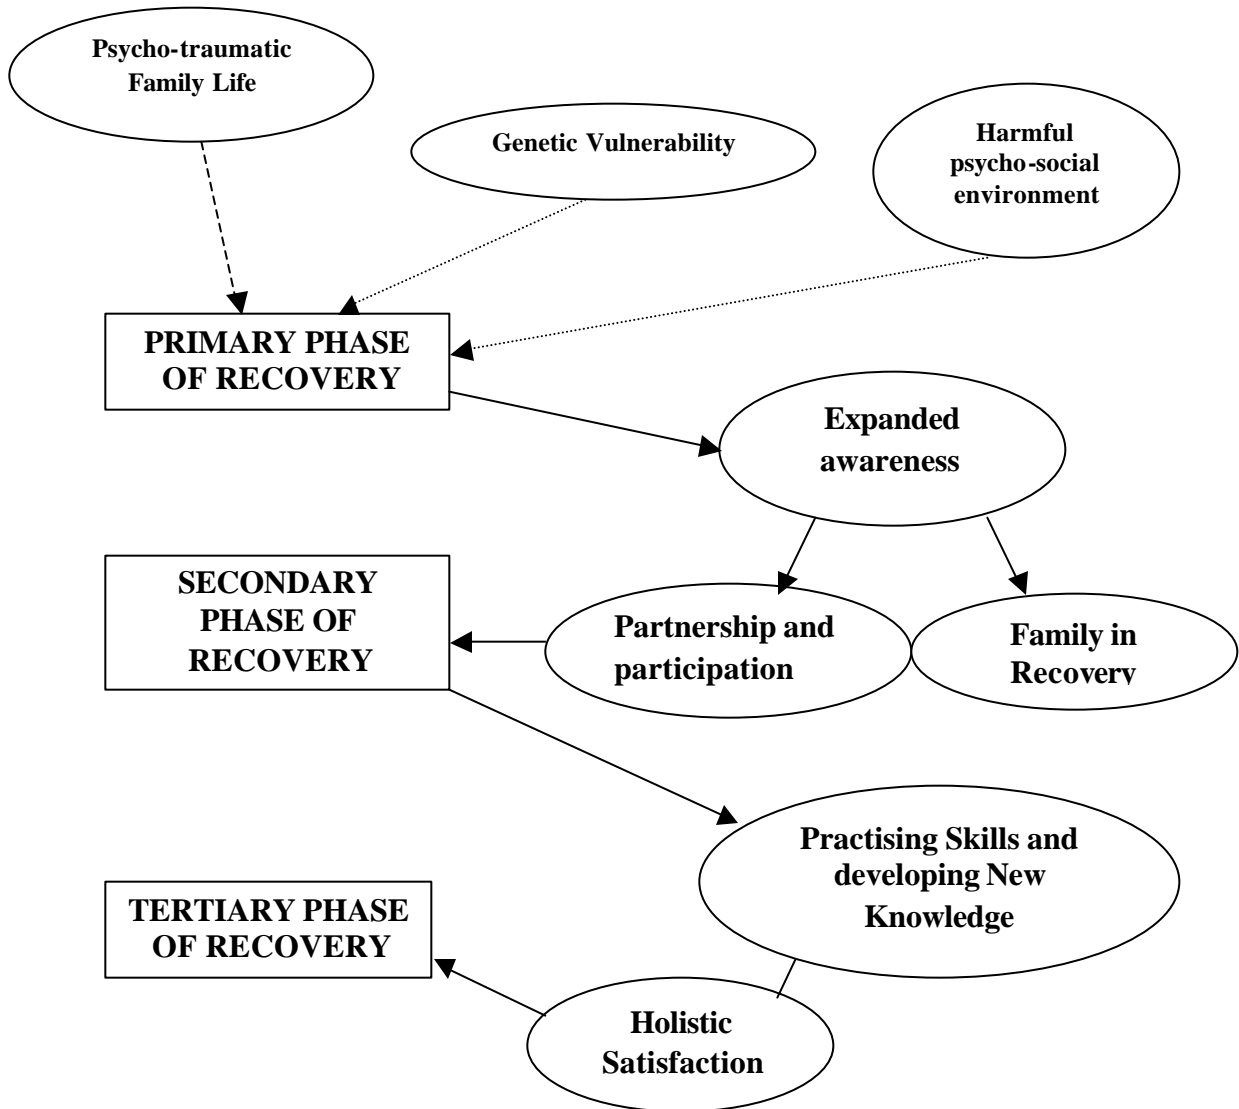 Psycho-traumatic
Family Life
Genetic Vulnerability
Harmful
psycho-social
environment
PRIMARY PHASE
OF RECOVERY
Expanded
awareness
SECONDARY
PHASE OF
RECOVERY
Partnership and
participation
Family in
Recovery
Practising Skills and
developing New
Knowledge
TERTIARY PHASE
OF RECOVERY
Holistic
Satisfaction